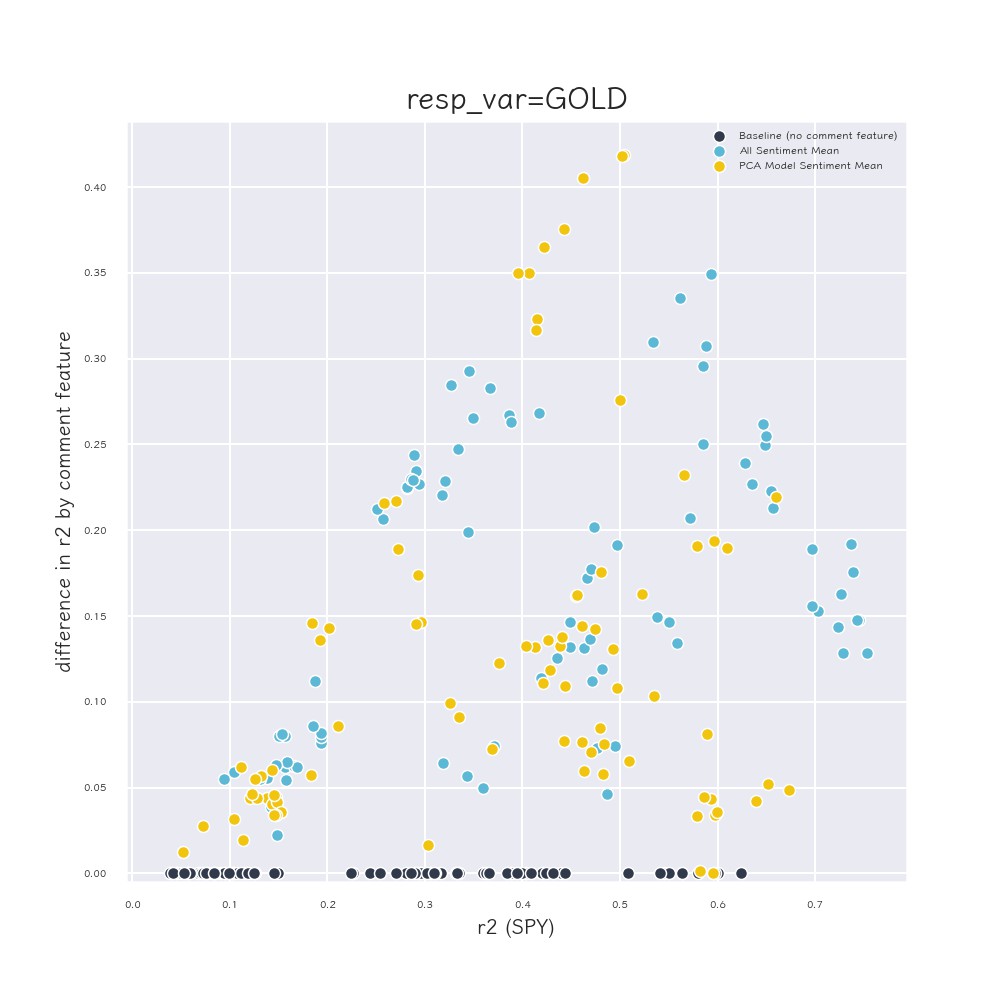 resp_var=GOLD
Baseline (no comment feature)
All Sentiment Mean
PCA Model Sentiment Mean
difference in r2 by comment feature
0.40
0.35
0.30
0.25
0.20
0.15
0.10
0.05
0.00
0.0 0.1 0.2 0.3 0.4 0.5 0.6 0.7
r2 (SPY)